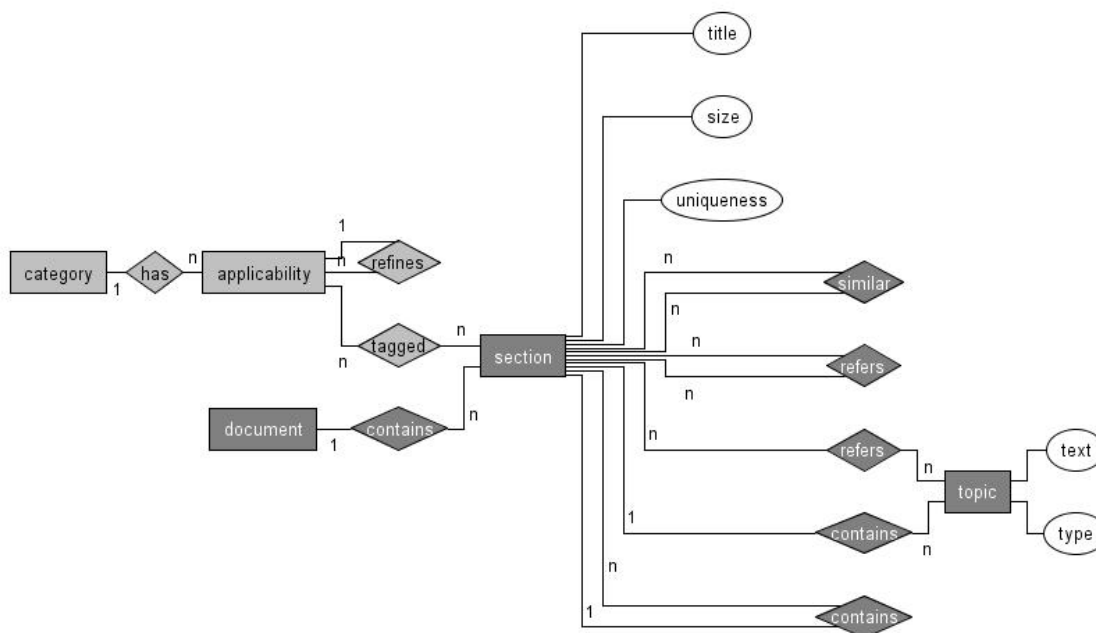 title
size
uniqueness
1
n
category
has
n
applicability
n
refines
similar
1
n
n
tagged
n
section
n
refers
n
n
document
contains
n
n
refers
1
n
text
topic
1
contains
n
type
n
1
contains